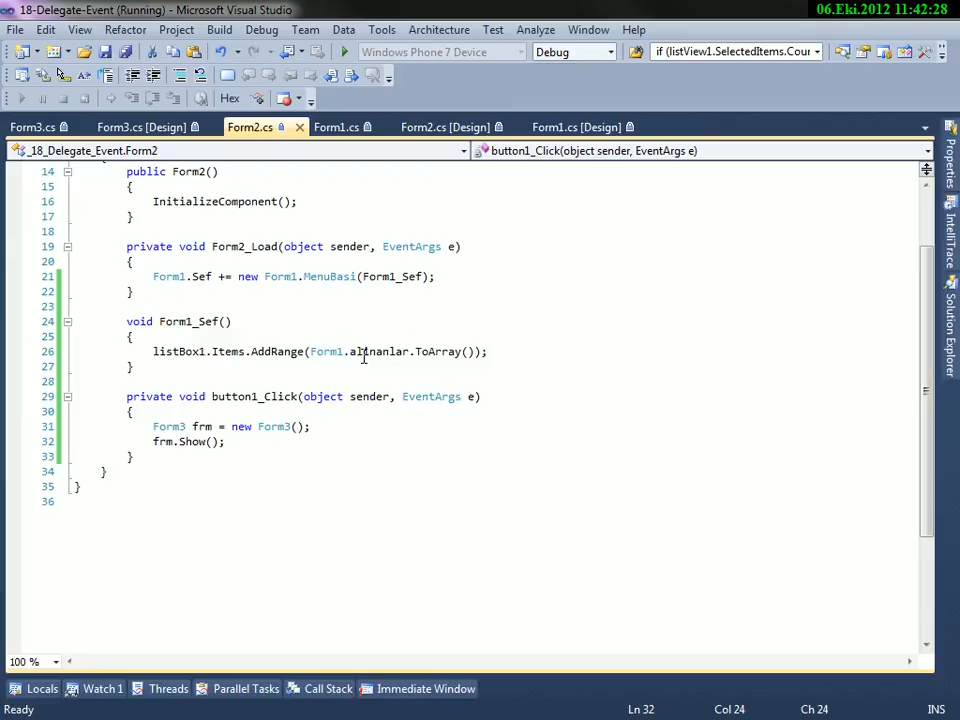 18-Delegate-Event (Running) - Microsoft Visual Studio
06.Eki.2012 11:42:28
File Edit View Refactor Project Build Debug Team Data Tools Architecture Test Analyze Window Help
Windows Phone 7 Device Debug if (listView1.SelectedItems.Cour
Hex
Form3.cs Form3.cs [Design] Form2.cs Form1.cs Form2.cs [Design] Form1.cs [Design]
_18_Delegate_Event.Form2 button1_Click(object sender, EventArgs e)
14 public Form2()
15 {
16 InitializeComponent();
17 }
18
19 private void Form2_Load(object sender, EventArgs e)
20 {
21 Form1.Sef += new Form1.MenuBasi(Form1_Sef);
22 }
23
24 void Form1_Sef()
25 {
26 listBox1.Items.AddRange(Form1.alinanlar.ToArray());
27 }
28
29 private void button1_Click(object sender, EventArgs e)
30 {
31 Form3 frm = new Form3();
32 frm.Show();
33 }
34 }
35 }
36
100 %
Properties
IntelliTrace
Solution Explorer
Locals Watch 1 Threads Parallel Tasks Call Stack Immediate Window
Ready Ln 32 Col 24 Ch 24 INS